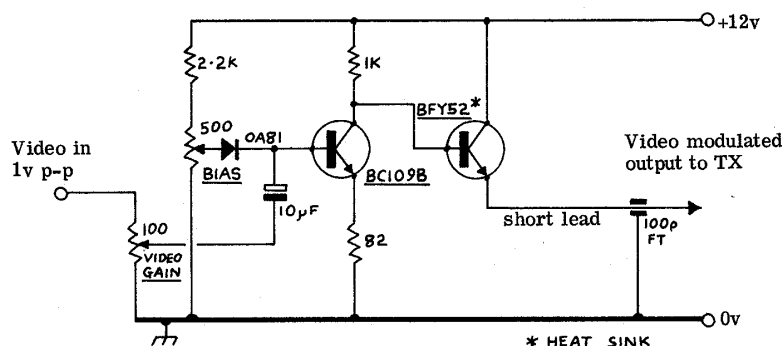 +12v
2·2K
1K
BFY52*
500
OA81
Video in
1v p-p
BIAS
BC109B
Video modulated
output to TX
10µF
short lead
100
VIDEO
GAIN
82
100p
FT
0v
* HEAT SINK